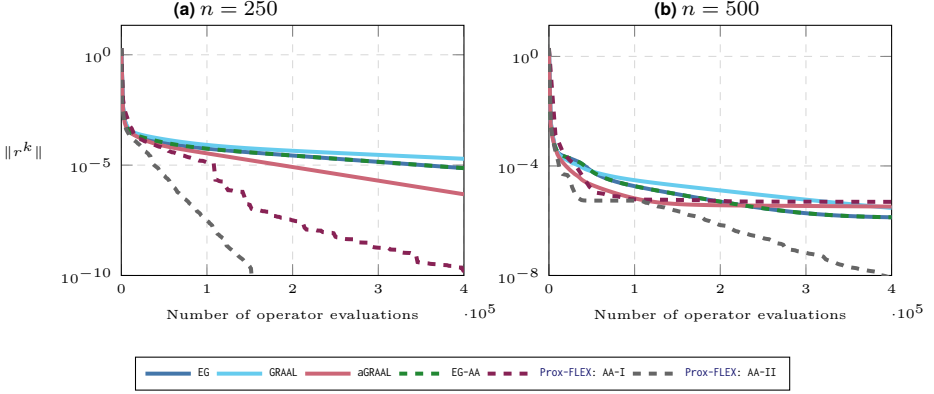 (a) n = 250
(b) n = 500
10^0
10^−5
10^−10
‖r^k‖
0 1 2 3 4
·10^5
Number of operator evaluations
10^0
10^−4
10^−8
0 1 2 3 4
·10^5
Number of operator evaluations
EG GRAAL aGRAAL EG-AA Prox-FLEX: AA-I Prox-FLEX: AA-II